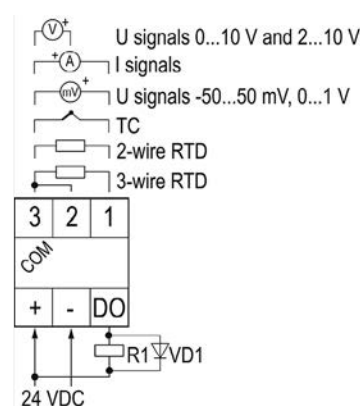 V + U signals 0...10 V and 2...10 V
+ A I signals
mV + U signals -50...50 mV, 0...1 V
TC
2-wire RTD
3-wire RTD
3 2 1
COM
+ - DO
R1 VD1
24 VDC